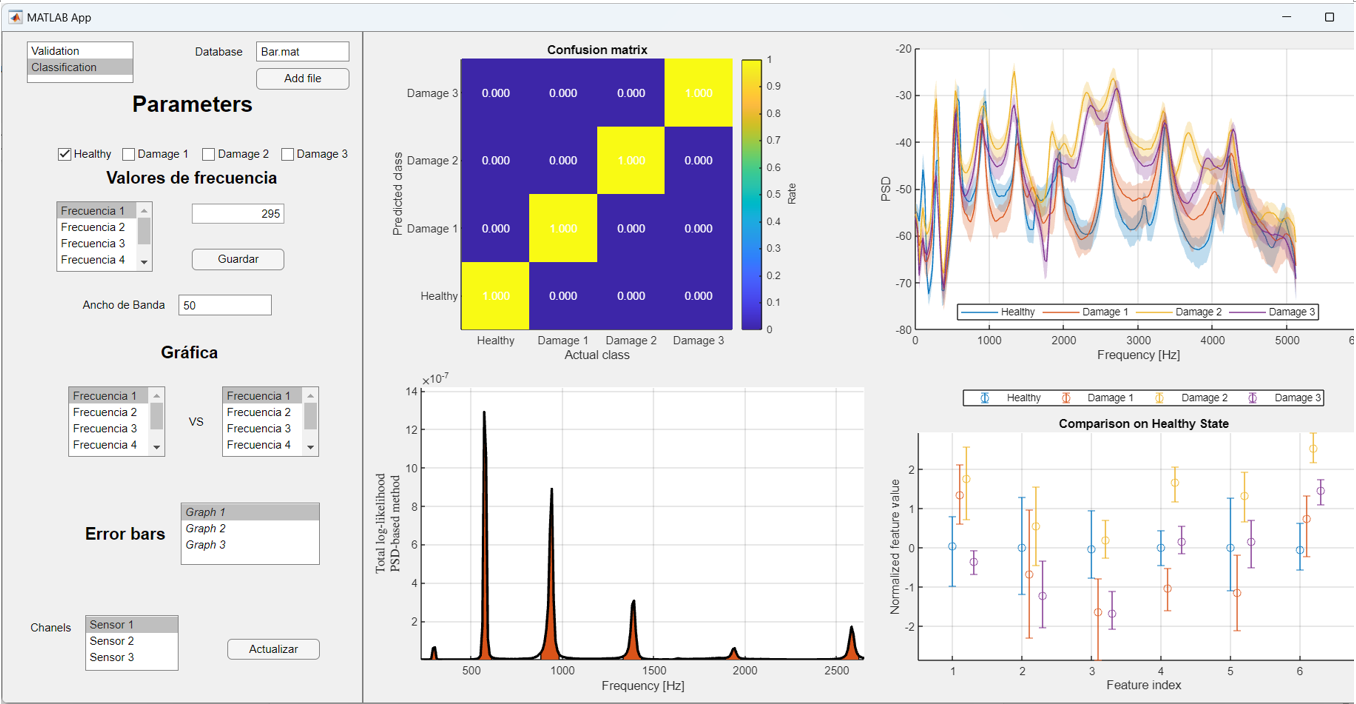 MATLAB App
Validation
Classification
Database
Bar.mat
Add file
Parameters
Healthy Damage 1 Damage 2 Damage 3
Valores de frecuencia
Frecuencia 1
Frecuencia 2
Frecuencia 3
Frecuencia 4
295
Guardar
Ancho de Banda 50
Gráfica
Frecuencia 1
Frecuencia 2
Frecuencia 3
Frecuencia 4
VS
Frecuencia 1
Frecuencia 2
Frecuencia 3
Frecuencia 4
Error bars
Graph 1
Graph 2
Graph 3
Chanels
Sensor 1
Sensor 2
Sensor 3
Actualizar
Confusion matrix
Predicted class
Damage 3 0.000 0.000 0.000 1.000
Damage 2 0.000 0.000 1.000 0.000
Damage 1 0.000 1.000 0.000 0.000
Healthy 1.000 0.000 0.000 0.000
Healthy Damage 1 Damage 2 Damage 3
Actual class
1
0.9
0.8
0.7
0.6
0.5
0.4
0.3
0.2
0.1
0
Rate
PSD
-20
-30
-40
-50
-60
-70
-80
Healthy Damage 1 Damage 2 Damage 3
0 1000 2000 3000 4000 5000 6
Frequency [Hz]
×10⁻⁷
Total log-likelihood
PSD-based method
14
12
10
8
6
4
2
500 1000 1500 2000 2500
Frequency [Hz]
Healthy Damage 1 Damage 2 Damage 3
Comparison on Healthy State
Normalized feature value
2
1
0
-1
-2
1 2 3 4 5 6
Feature index